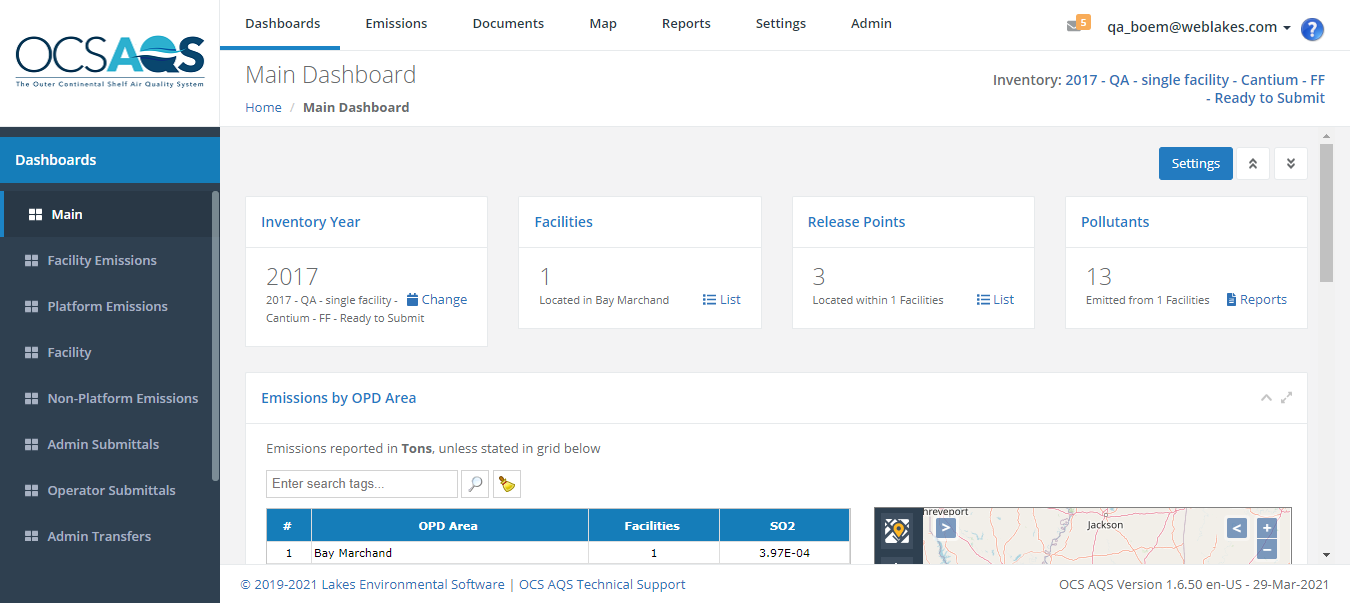 OCSAQS
The Outer Continental Shelf Air Quality System
Dashboards Emissions Documents Map Reports Settings Admin
5
qa_boem@weblakes.com
?
Main Dashboard
Home / Main Dashboard
Inventory: 2017 - QA - single facility - Cantium - FF
- Ready to Submit
Dashboards
Main
Facility Emissions
Platform Emissions
Facility
Non-Platform Emissions
Admin Submittals
Operator Submittals
Admin Transfers
Settings
Inventory Year
2017
2017 - QA - single facility - Change
Cantium - FF - Ready to Submit
Facilities
1
Located in Bay Marchand List
Release Points
3
Located within 1 Facilities List
Pollutants
13
Emitted from 1 Facilities Reports
Emissions by OPD Area
Emissions reported in Tons, unless stated in grid below
Enter search tags...
# OPD Area Facilities SO2
1 Bay Marchand 1 3.97E-04
hreveport
Jackson
> < +
−
© 2019-2021 Lakes Environmental Software | OCS AQS Technical Support
OCS AQS Version 1.6.50 en-US - 29-Mar-2021